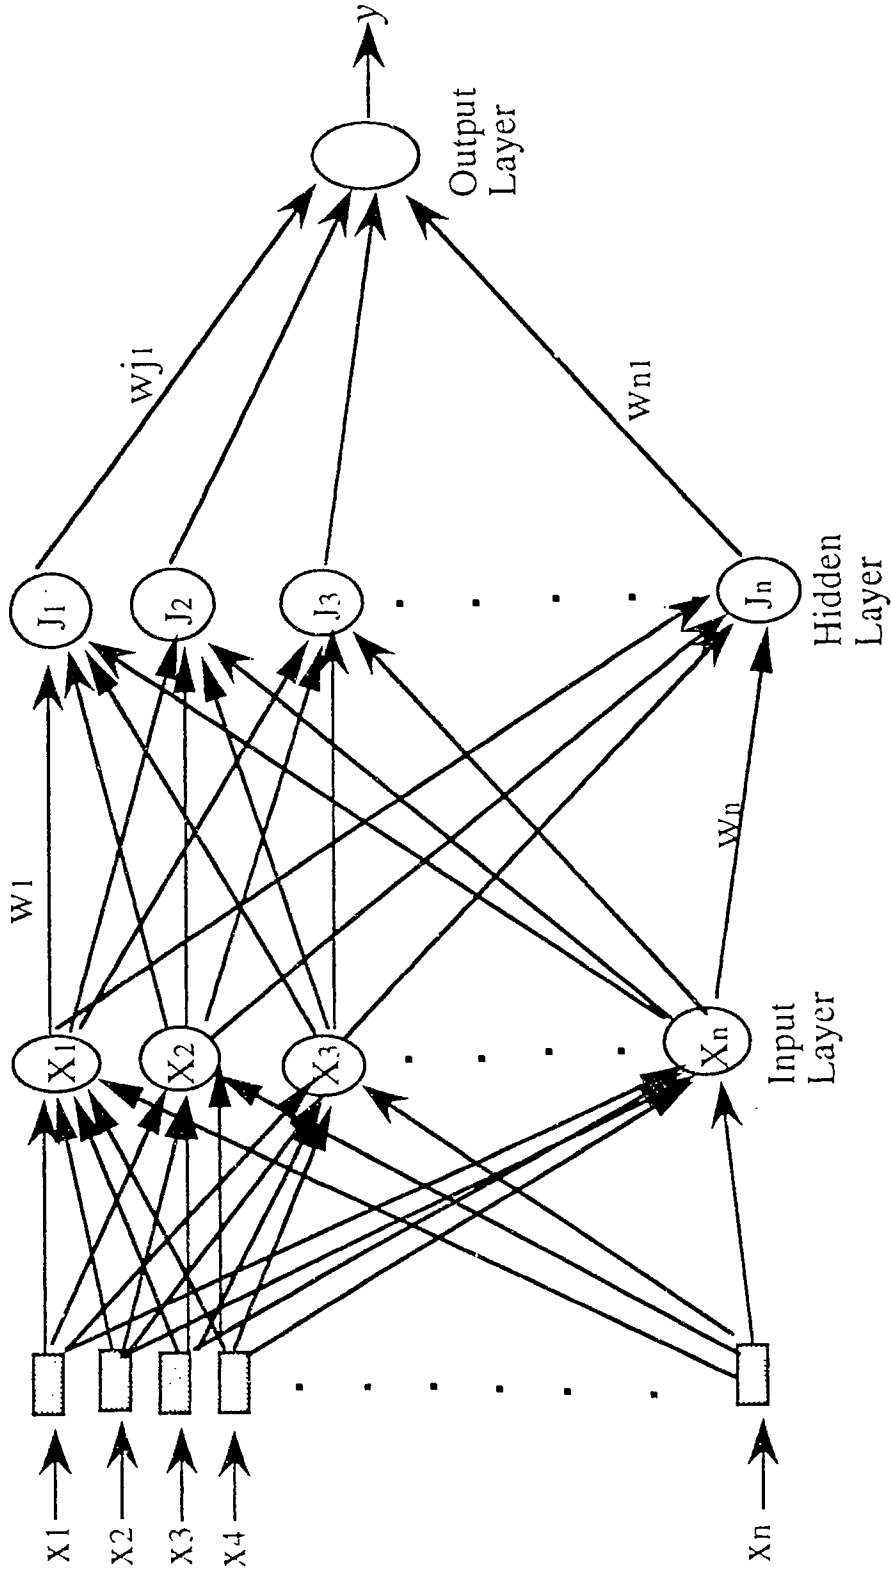 x1
x2
x3
x4
xn
X1
X2
X3
Xn
Input
Layer
W1
Wn
J1
J2
J3
Jn
Hidden
Layer
Wj1
Wn1
Output
Layer
y